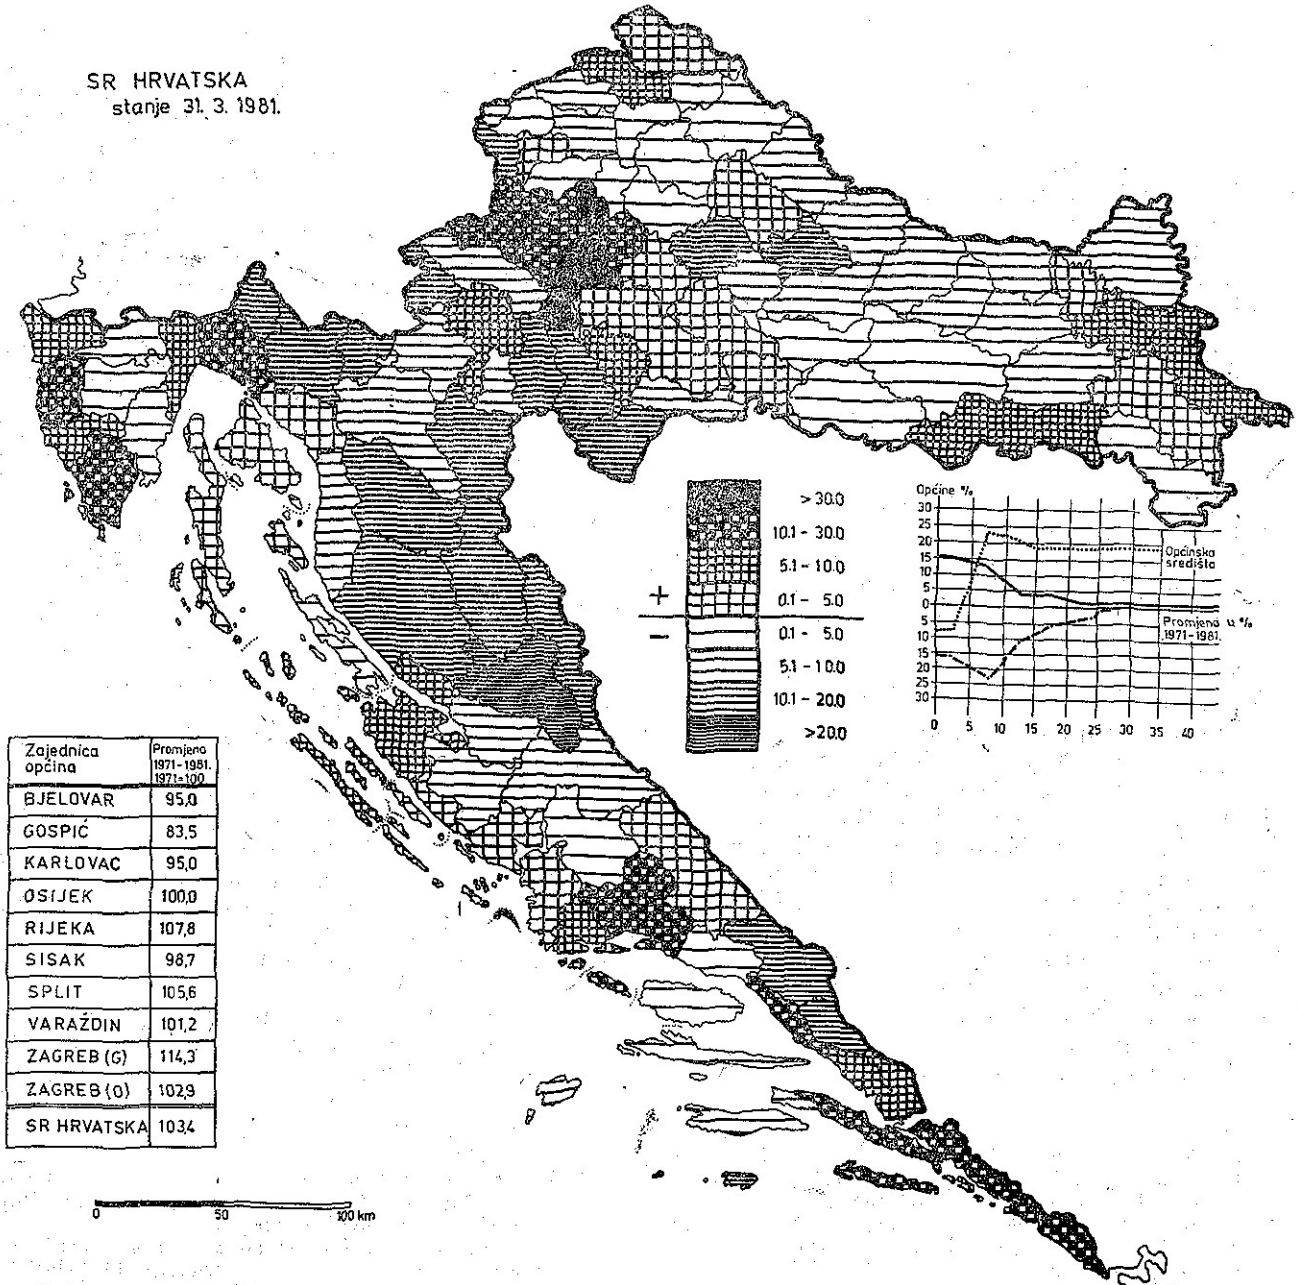 SR HRVATSKA
stanje 31. 3. 1981.
> 30.0
10.1 - 30.0
5.1 - 10.0
0.1 - 5.0
+
-
0.1 - 5.0
5.1 - 10.0
10.1 - 20.0
>20.0
Općine %
30
25
20
15
10
5
0
5
10
15
20
25
30
0 5 10 15 20 25 30 35 40
Općinska
središta
Promjena u %
1971-1981.
Zajednica
općina
Promjena
1971-1981.
1971=100
BJELOVAR 95,0
GOSPIĆ 83,5
KARLOVAC 95,0
OSIJEK 100,0
RIJEKA 107,8
SISAK 98,7
SPLIT 105,6
VARAŽDIN 101,2
ZAGREB (G) 114,3
ZAGREB (O) 102,9
SR HRVATSKA 103,4
0 50 100 km